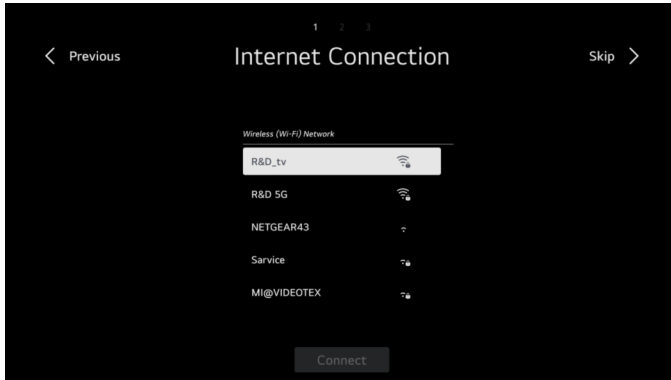 1 2 3
Previous
Internet Connection
Skip
Wireless (Wi-Fi) Network
R&D_tv
R&D 5G
NETGEAR43
Sarvice
MI@VIDEOTEX
Connect